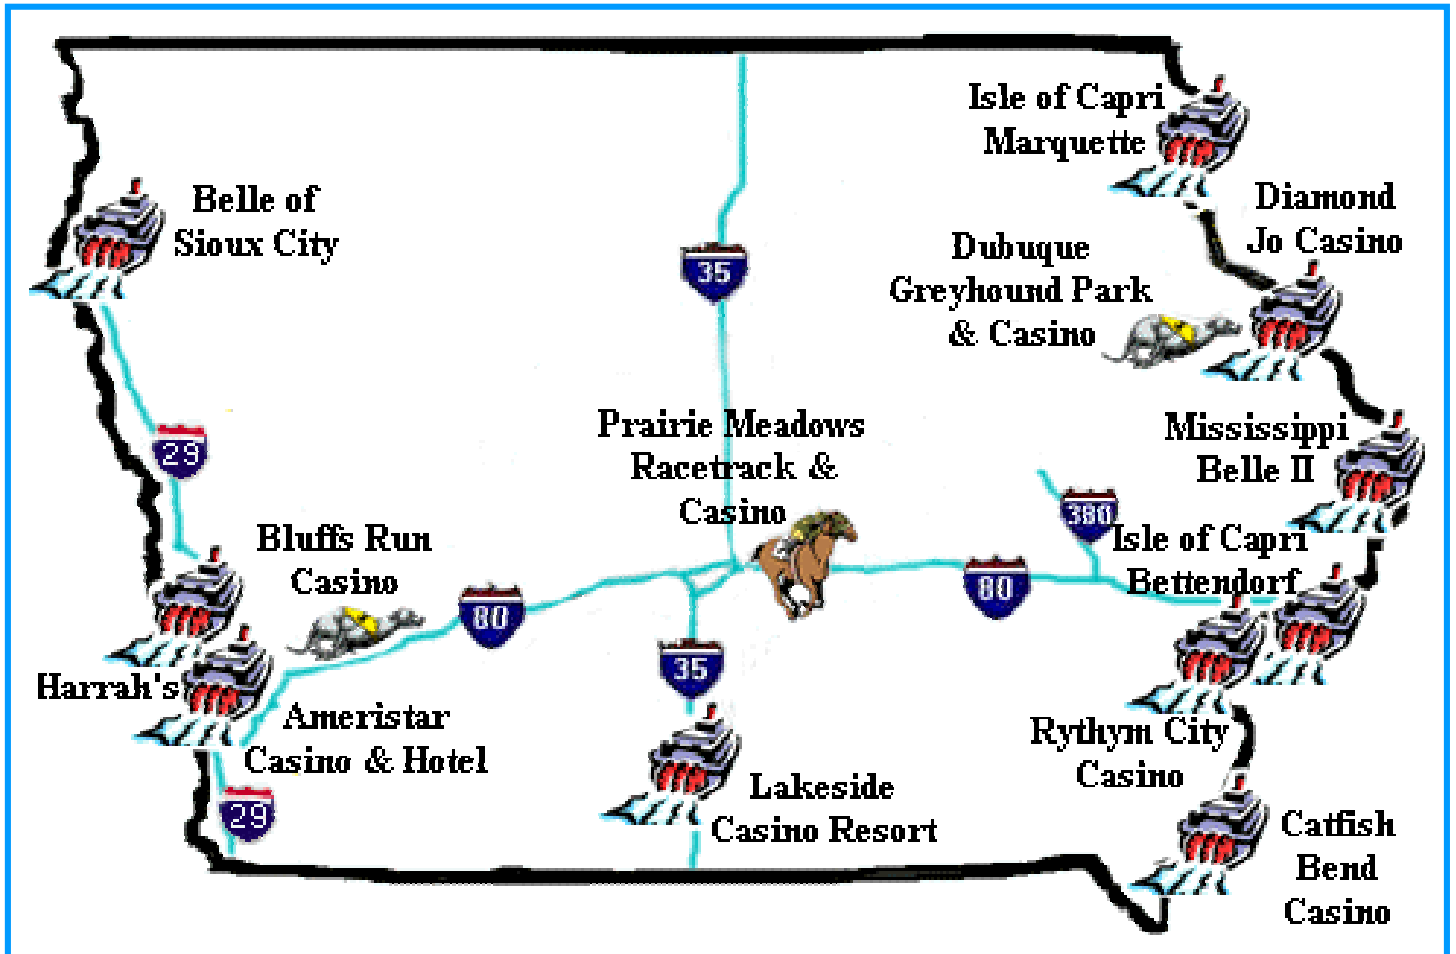 Isle of Capri
Marquette
Belle of
Sioux City
Diamond
Jo Casino
Dubuque
Greyhound Park
& Casino
35
Prairie Meadows
Racetrack &
Casino
Mississippi
Belle II
29
380
Isle of Capri
Bettendorf
Bluffs Run
Casino
80
80
Harrah's
35
Ameristar
Casino & Hotel
Rythym City
Casino
Lakeside
Casino Resort
29
Catfish
Bend
Casino